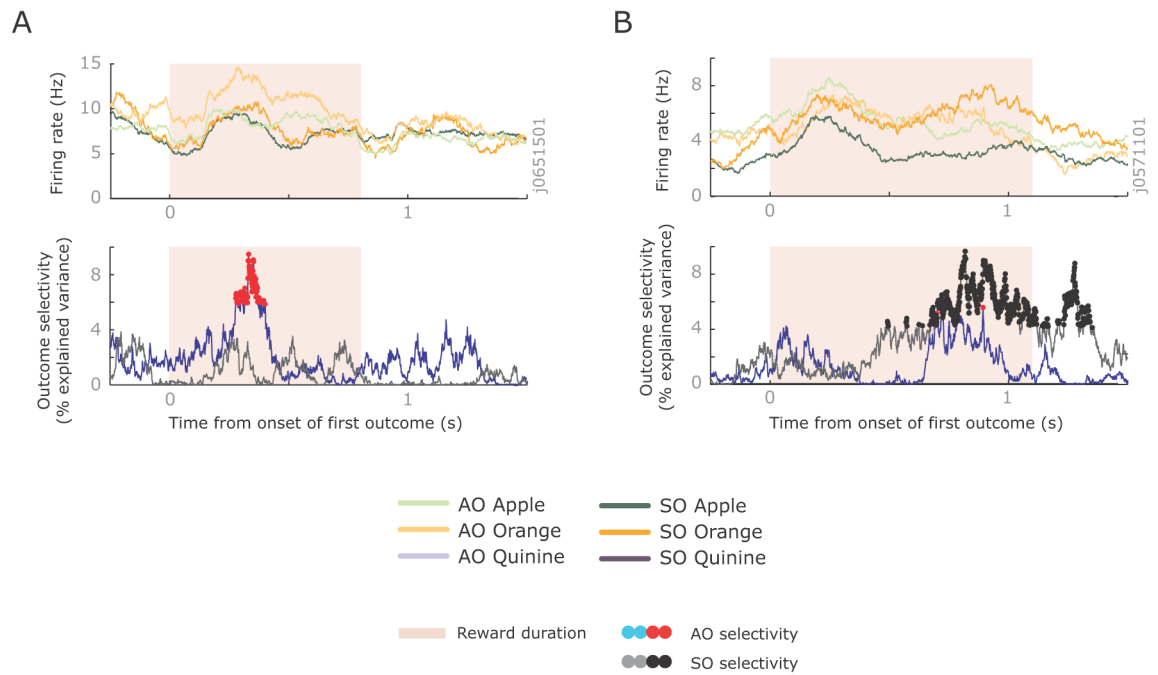 A
B
Firing rate (Hz)
15
10
5
0
0
1
j0651501
Firing rate (Hz)
8
4
0
0
1
j0571101
Outcome selectivity
(% explained variance)
8
4
0
0
1
Time from onset of first outcome (s)
Outcome selectivity
(% explained variance)
8
4
0
0
1
Time from onset of first outcome (s)
AO Apple
SO Apple
AO Orange
SO Orange
AO Quinine
SO Quinine
Reward duration
AO selectivity
SO selectivity